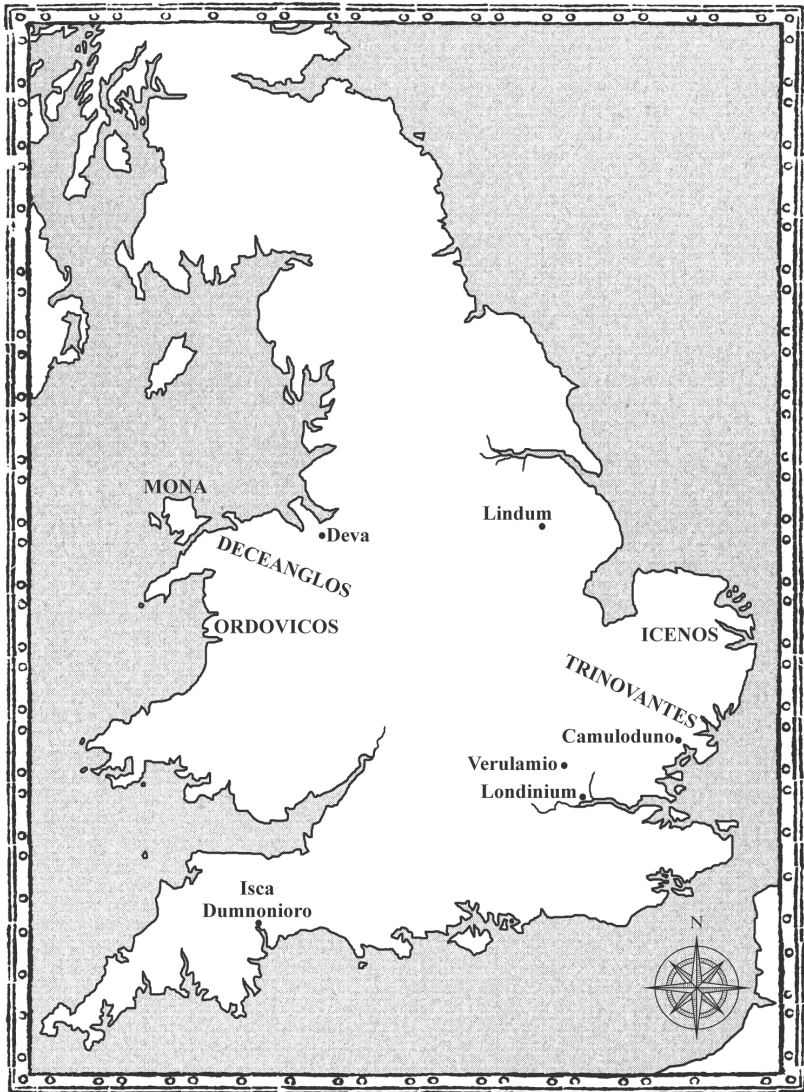 MONA
Lindum
Deva
DECEANGLOS
ORDOVICOS
ICENOS
TRINOVANTES
Camuloduno
Verulamio
Londinium
Isca
Dumnonioro
N